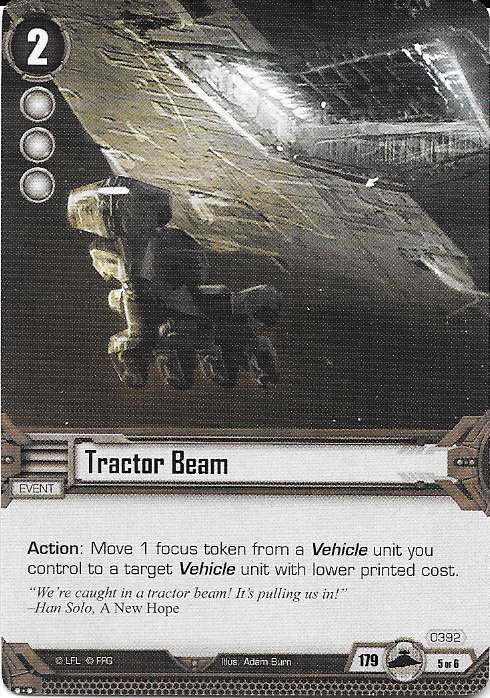 2
Tractor Beam
EVENT
Action: Move 1 focus token from a Vehicle unit you
control to a target Vehicle unit with lower printed cost.
“We’re caught in a tractor beam! It’s pulling us in!”
–Han Solo, A New Hope
0392
© LFL © FFG
Illus. Adam Burn
179
5 of 6